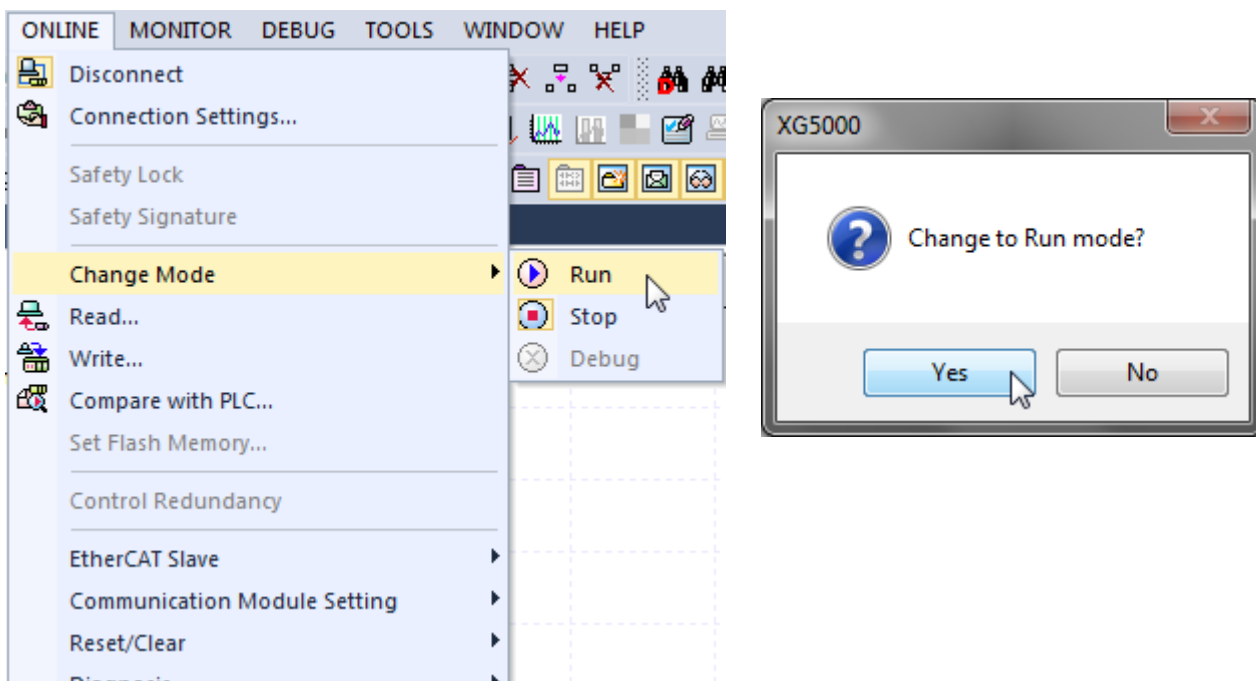 ONLINE MONITOR DEBUG TOOLS WINDOW HELP
Disconnect
Connection Settings...
Safety Lock
Safety Signature
Change Mode
Run
Stop
Debug
Read...
Write...
Compare with PLC...
Set Flash Memory...
Control Redundancy
EtherCAT Slave
Communication Module Setting
Reset/Clear
Diagnosis
XG5000
Change to Run mode?
Yes No